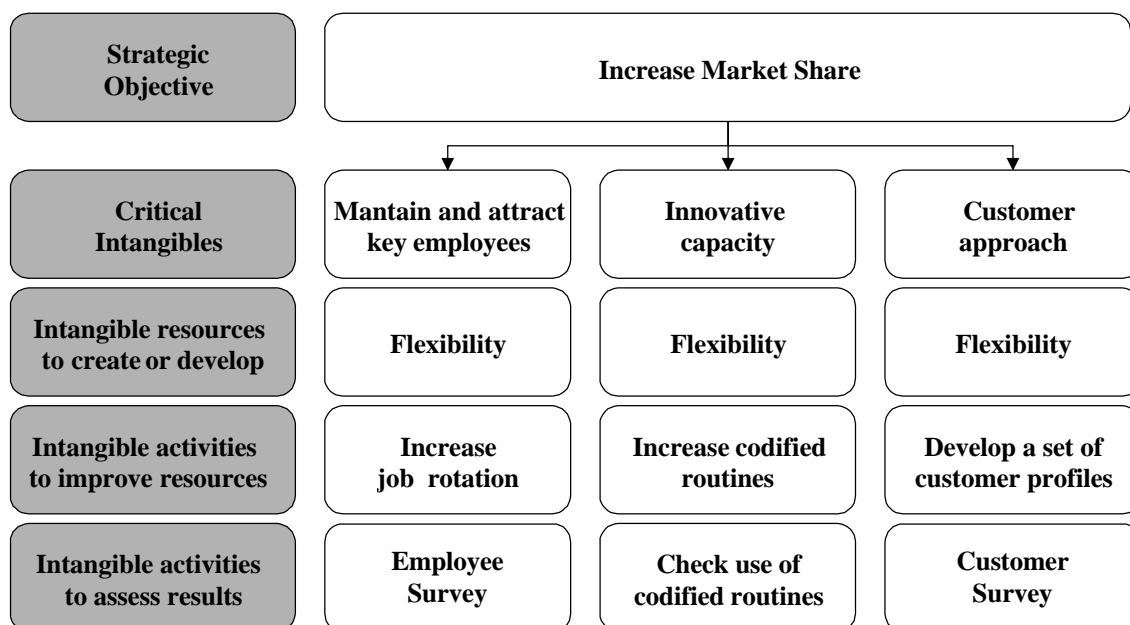 Strategic
Objective
Increase Market Share
Critical
Intangibles
Mantain and attract
key employees
Innovative
capacity
Customer
approach
Intangible resources
to create or develop
Flexibility
Flexibility
Flexibility
Intangible activities
to improve resources
Increase
job rotation
Increase codified
routines
Develop a set of
customer profiles
Intangible activities
to assess results
Employee
Survey
Check use of
codified routines
Customer
Survey